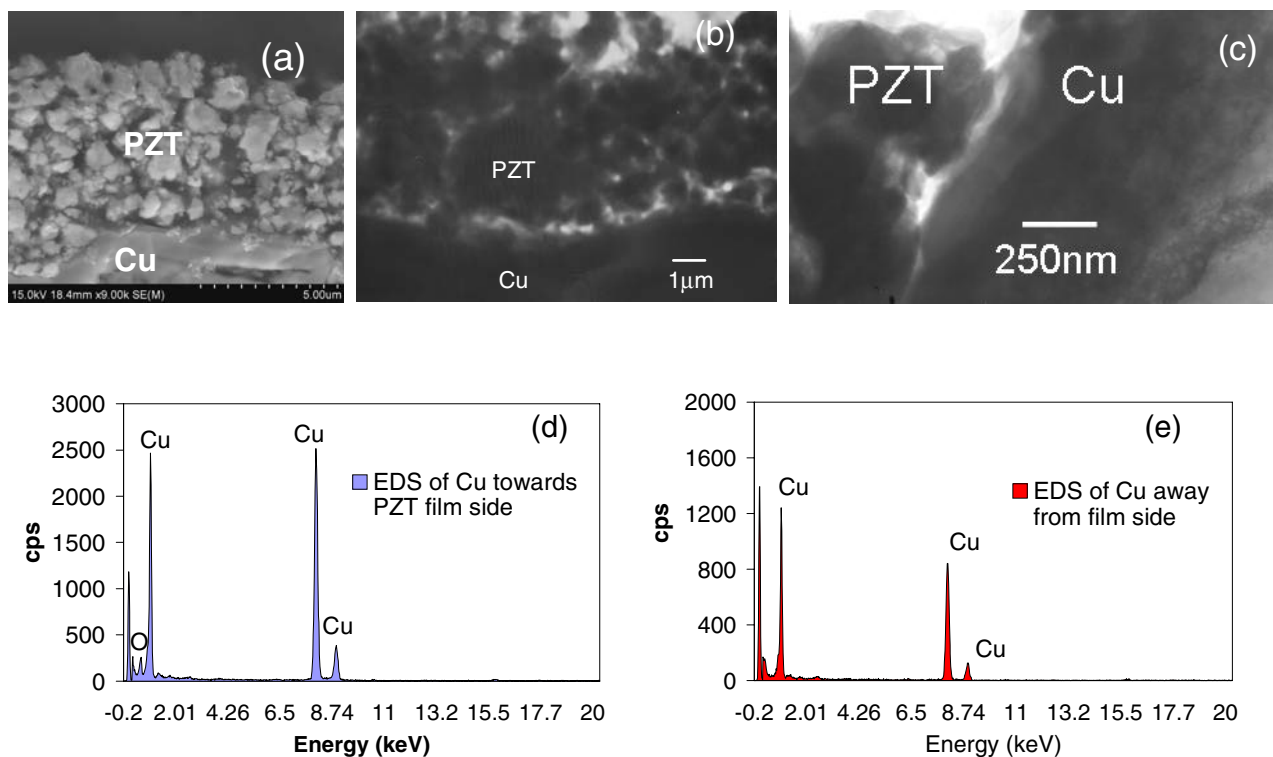 (a)
PZT
Cu
15.0kV 18.4mm x9.00k SE(M)
5.00um
(b)
PZT
Cu
1μm
(c)
PZT
Cu
250nm
3000
2500
2000
1500
1000
500
0
cps
Cu
Cu
(d)
EDS of Cu towards
PZT film side
O
Cu
-0.2 2.01 4.26 6.5 8.74 11 13.2 15.5 17.7 20
Energy (keV)
2000
1600
1200
800
400
0
cps
(e)
Cu
EDS of Cu away
from film side
Cu
Cu
-0.2 2.01 4.26 6.5 8.74 11 13.2 15.5 17.7 20
Energy (keV)